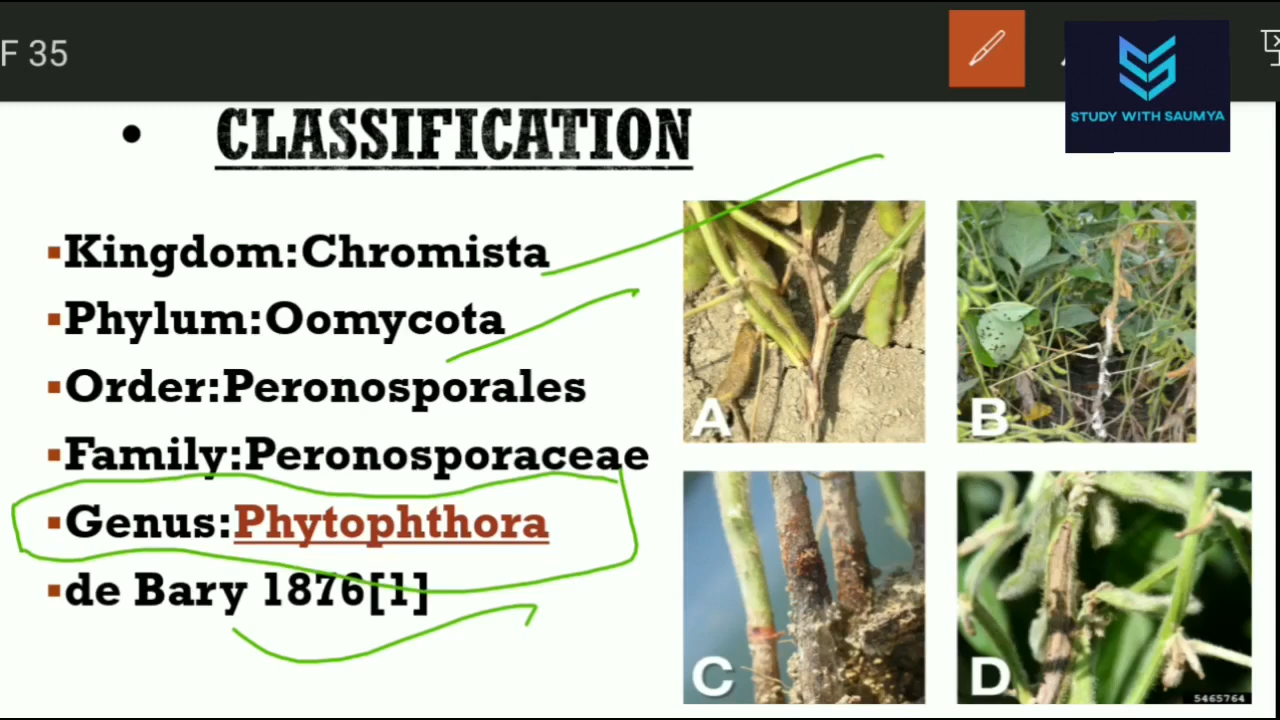 F 35
STUDY WITH SAUMYA
• CLASSIFICATION
▪Kingdom:Chromista
▪Phylum:Oomycota
▪Order:Peronosporales
▪Family:Peronosporaceae
▪Genus:Phytophthora
▪de Bary 1876[1]
A
B
C
D
5465764